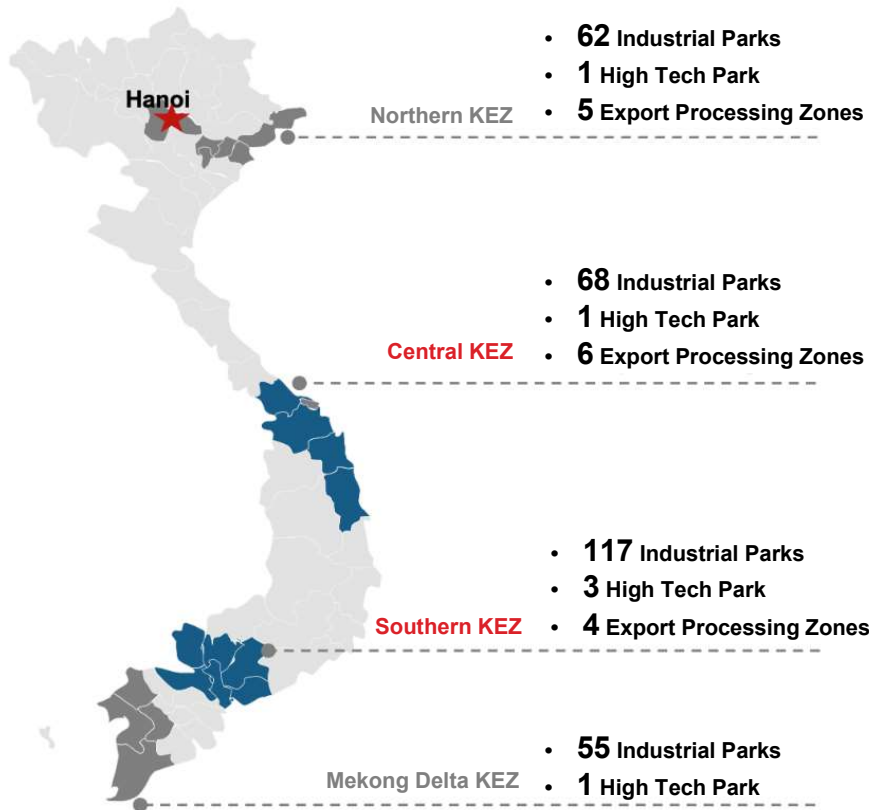 • 62 Industrial Parks
• 1 High Tech Park
Hanoi
Northern KEZ
• 5 Export Processing Zones
• 68 Industrial Parks
• 1 High Tech Park
Central KEZ
• 6 Export Processing Zones
• 117 Industrial Parks
• 3 High Tech Park
Southern KEZ
• 4 Export Processing Zones
• 55 Industrial Parks
Mekong Delta KEZ
• 1 High Tech Park